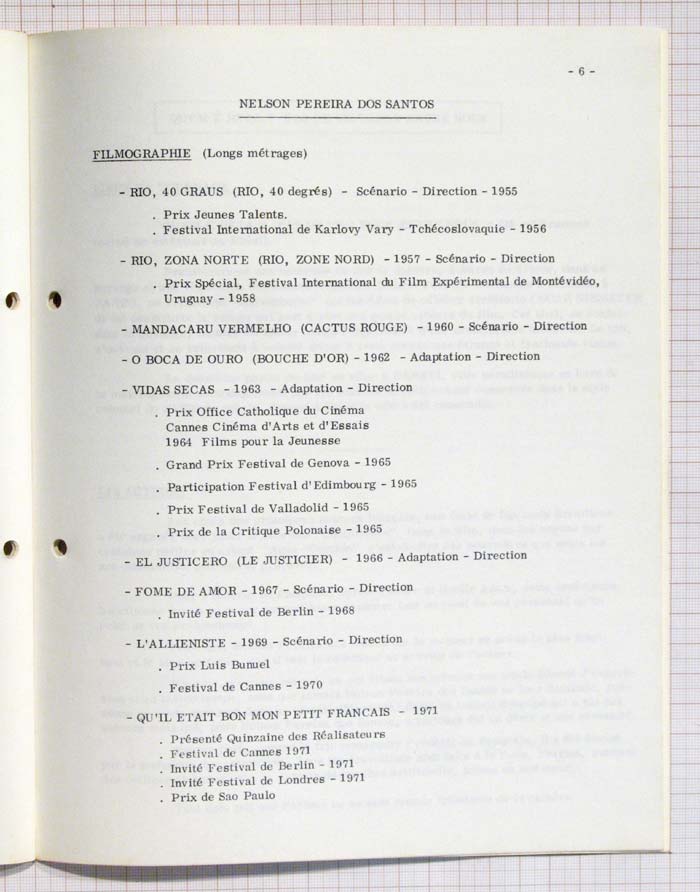 - 6 -
NELSON PEREIRA DOS SANTOS
FILMOGRAPHIE (Longs métrages)
- RIO, 40 GRAUS (RIO, 40 degrés) - Scénario - Direction - 1955
. Prix Jeunes Talents.
. Festival International de Karlovy Vary - Tchécoslovaquie - 1956
- RIO, ZONA NORTE (RIO, ZONE NORD) - 1957 - Scénario - Direction
. Prix Spécial, Festival International du Film Expérimental de Montévidéo,
Uruguay - 1958
- MANDACARU VERMELHO (CACTUS ROUGE) - 1960 - Scénario - Direction
- O BOCA DE OURO (BOUCHE D'OR) - 1962 - Adaptation - Direction
- VIDAS SECAS - 1963 - Adaptation - Direction
. Prix Office Catholique du Cinéma
Cannes Cinéma d'Arts et d'Essais
1964 Films pour la Jeunesse
. Grand Prix Festival de Genova - 1965
. Participation Festival d'Edimbourg - 1965
. Prix Festival de Valladolid - 1965
. Prix de la Critique Polonaise - 1965
- EL JUSTICERO (LE JUSTICIER) - 1966 - Adaptation - Direction
- FOME DE AMOR - 1967 - Scénario - Direction
. Invité Festival de Berlin - 1968
- L'ALLIENISTE - 1969 - Scénario - Direction
. Prix Luis Bunuel
. Festival de Cannes - 1970
- QU'IL ETAIT BON MON PETIT FRANCAIS - 1971
. Présenté Quinzaine des Réalisateurs
. Festival de Cannes 1971
. Invité Festival de Berlin - 1971
. Invité Festival de Londres - 1971
. Prix de Sao Paulo